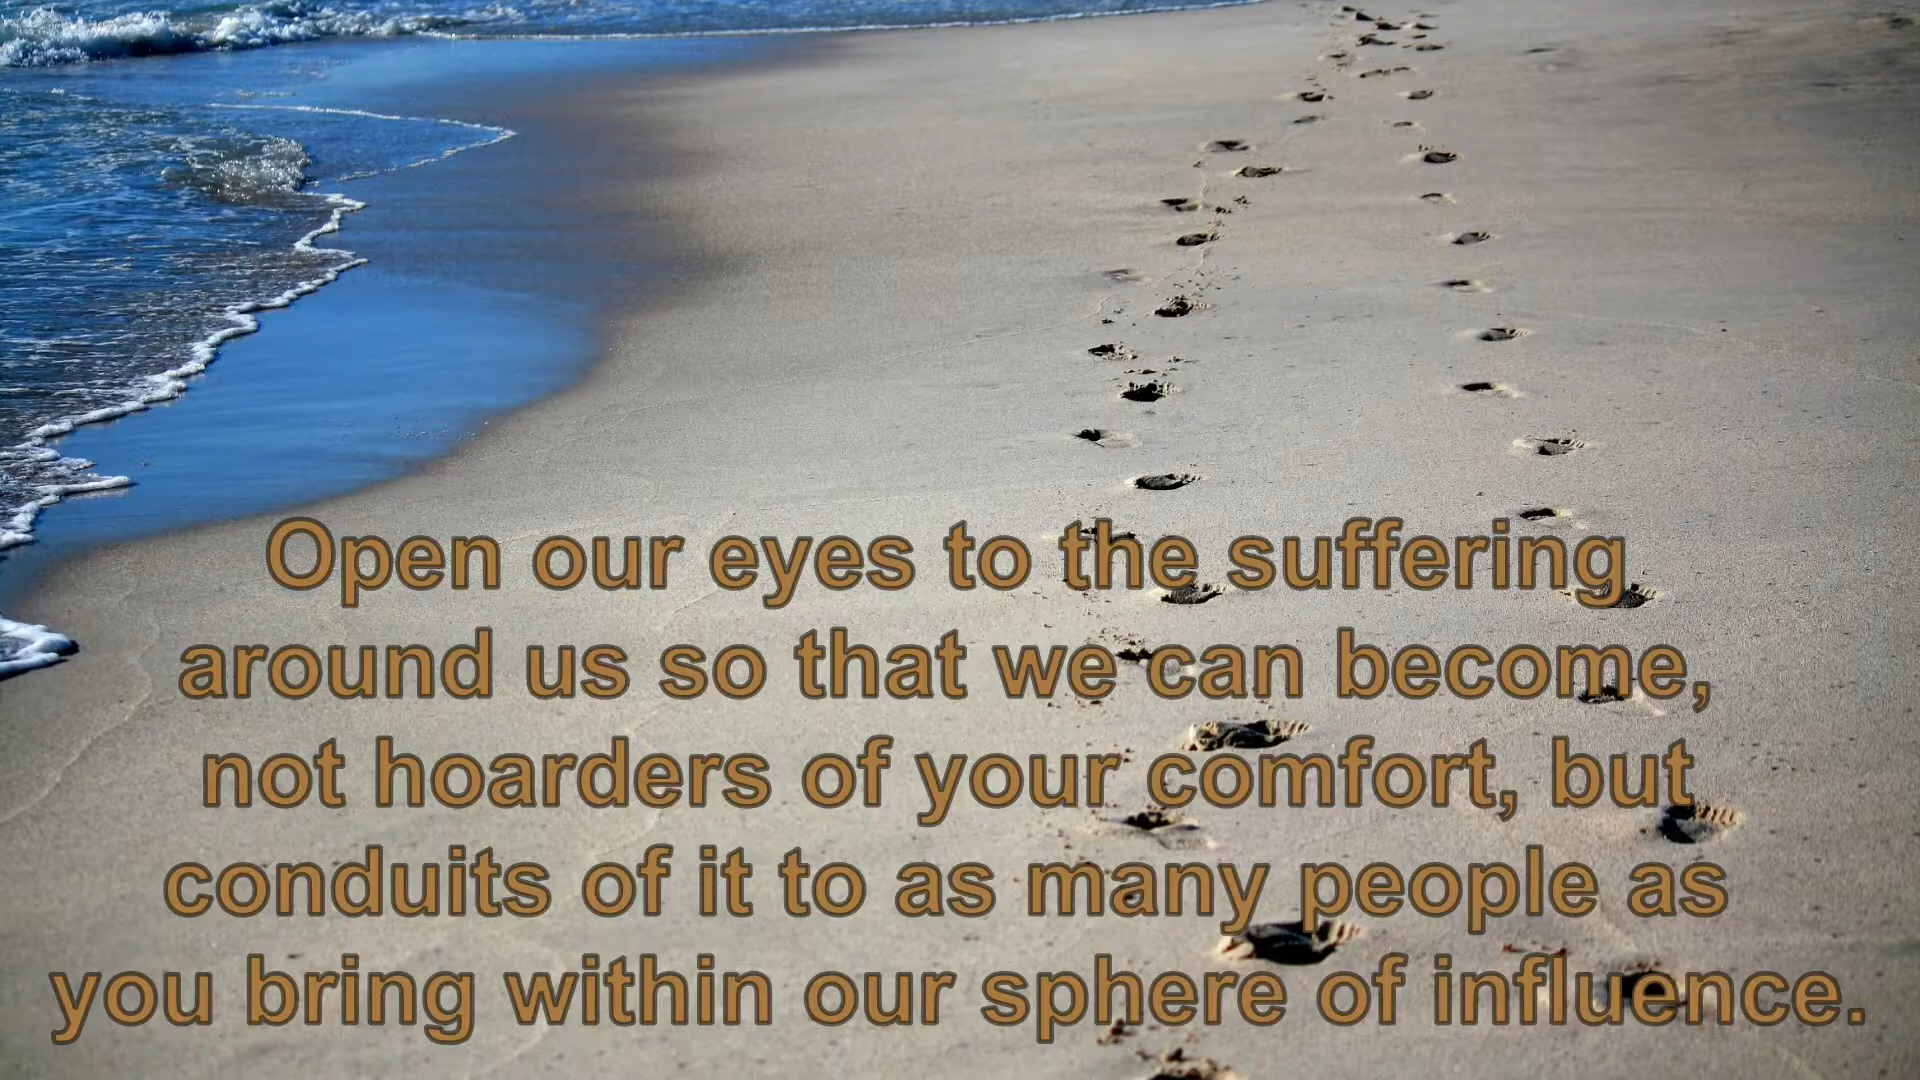 Open our eyes to the suffering
around us so that we can become,
not hoarders of your comfort, but
conduits of it to as many people as
you bring within our sphere of influence.